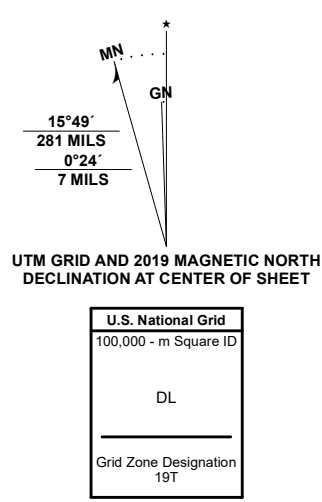 ★
MN
GN
15°49´
281 MILS
0°24´
7 MILS
UTM GRID AND 2019 MAGNETIC NORTH
DECLINATION AT CENTER OF SHEET
U.S. National Grid
100,000 - m Square ID
DL
Grid Zone Designation
19T